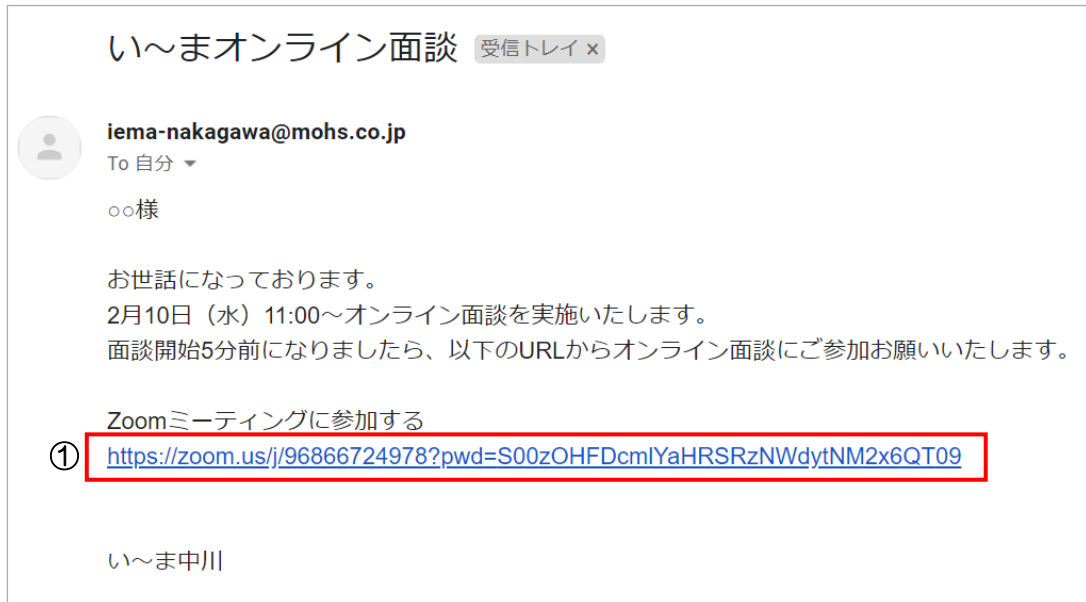 い～まオンライン面談 受信トレイ ×
iema-nakagawa@mohs.co.jp
To 自分
○○様
お世話になっております。
2月10日（水）11:00～オンライン面談を実施いたします。
面談開始5分前になりましたら、以下のURLからオンライン面談にご参加お願いいたします。
Zoomミーティングに参加する
① https://zoom.us/j/96866724978?pwd=S00zOHFDcmlYaHRSRzNWdytNM2x6QT09
い～ま中川